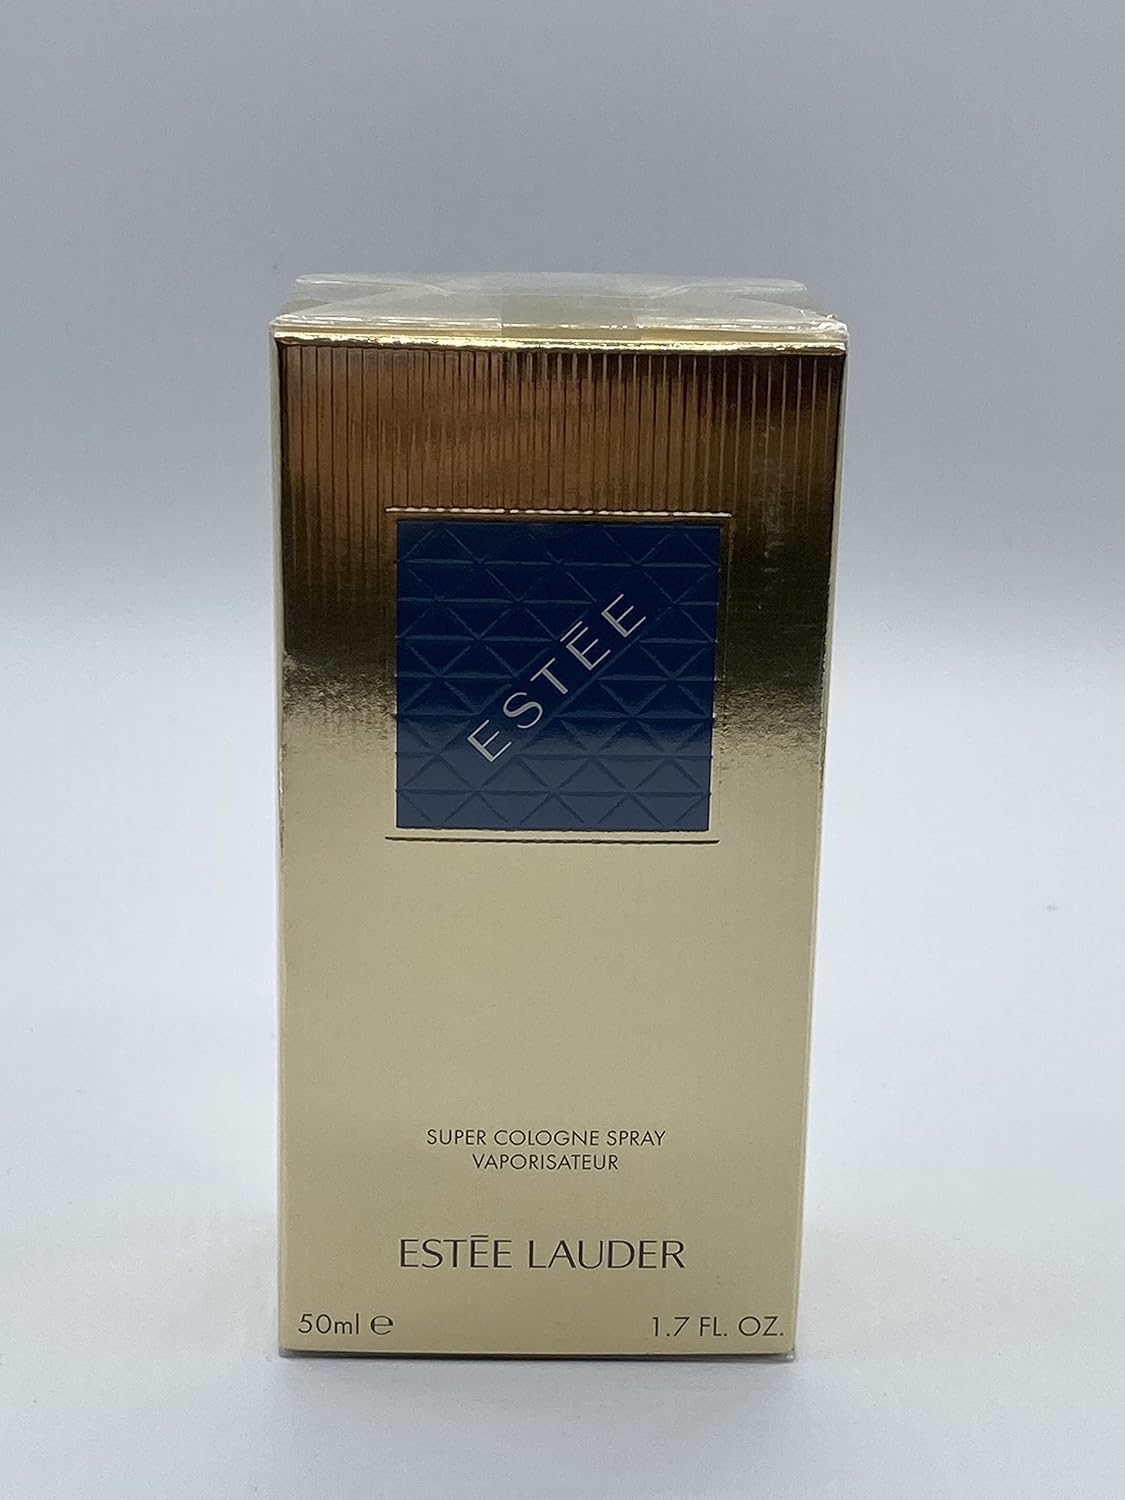 ESTĒE
SUPER COLOGNE SPRAY
VAPORISATEUR
ESTĒE LAUDER
50ml ℮
1.7 FL. OZ.